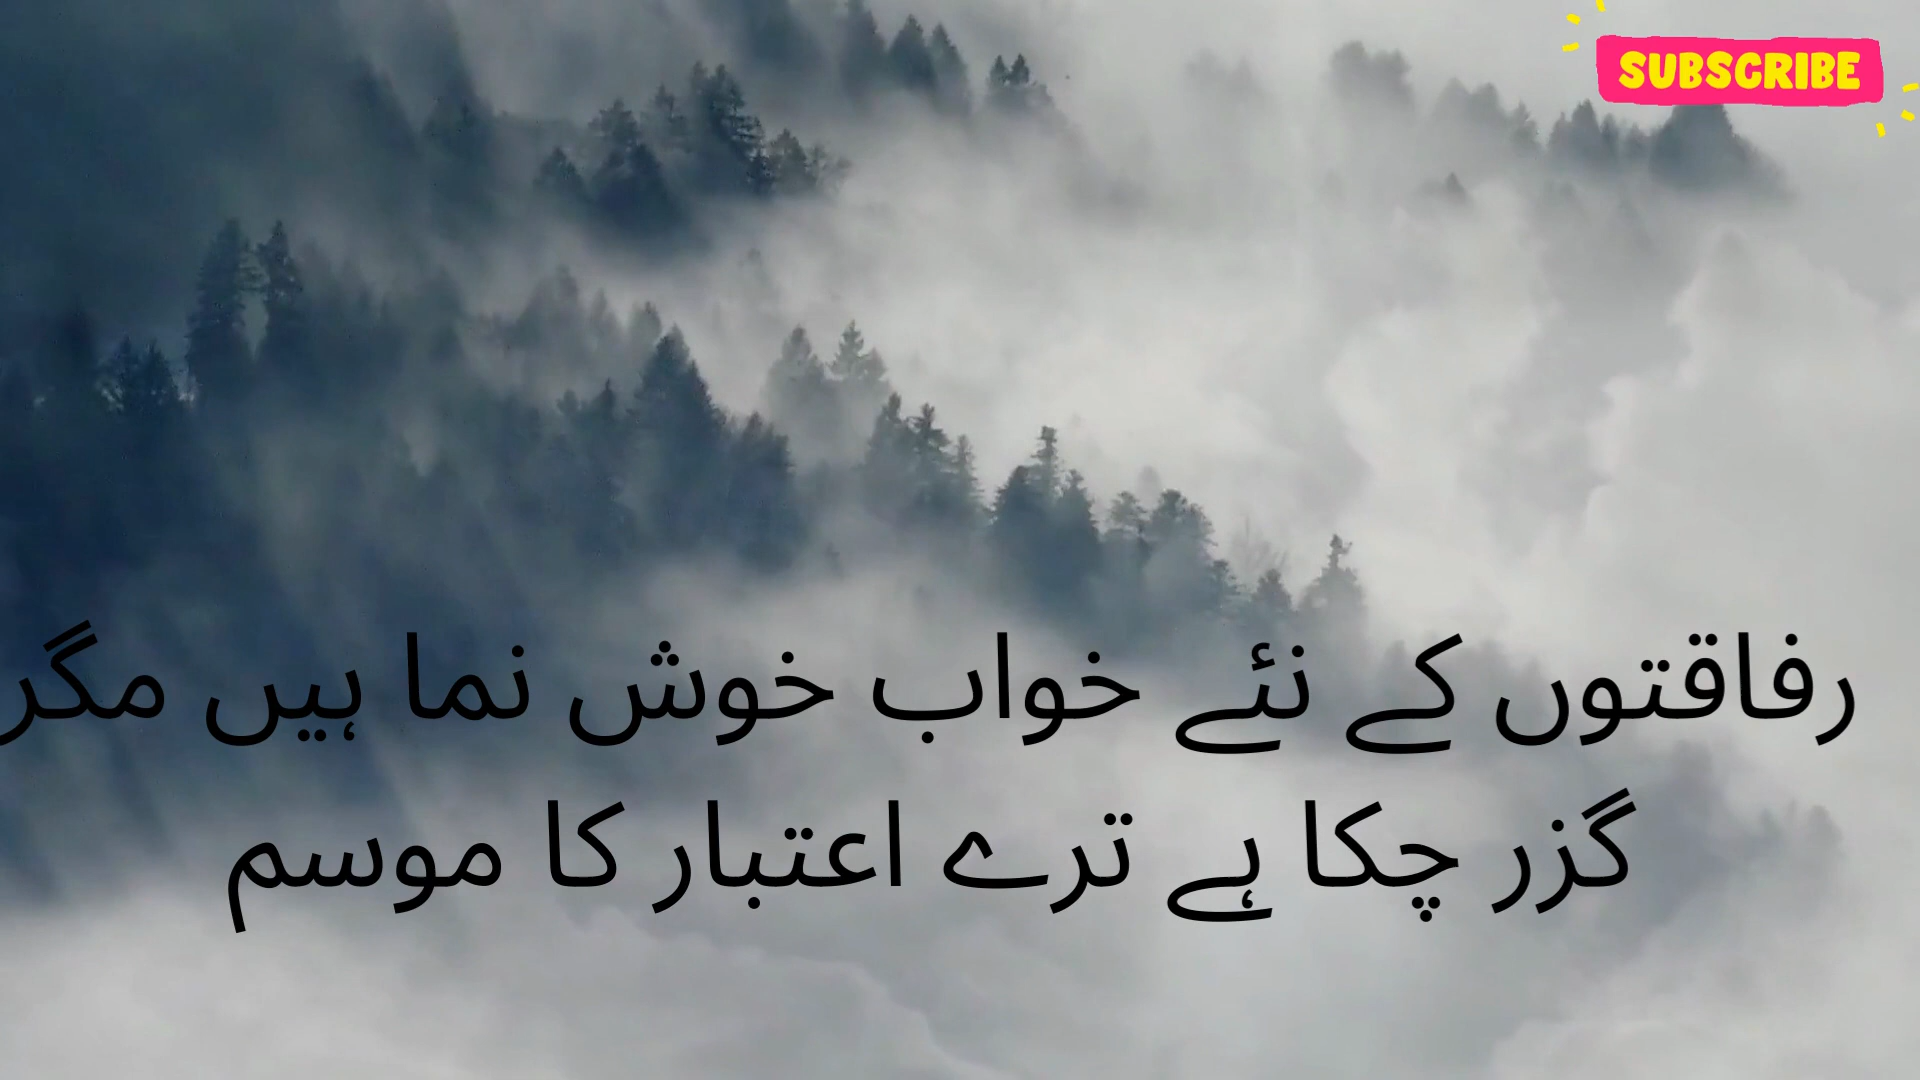 SUBSCRIBE
رفاقتوں کے نئے خواب خوش نما ہیں مگر
گزر چکا ہے ترے اعتبار کا موسم